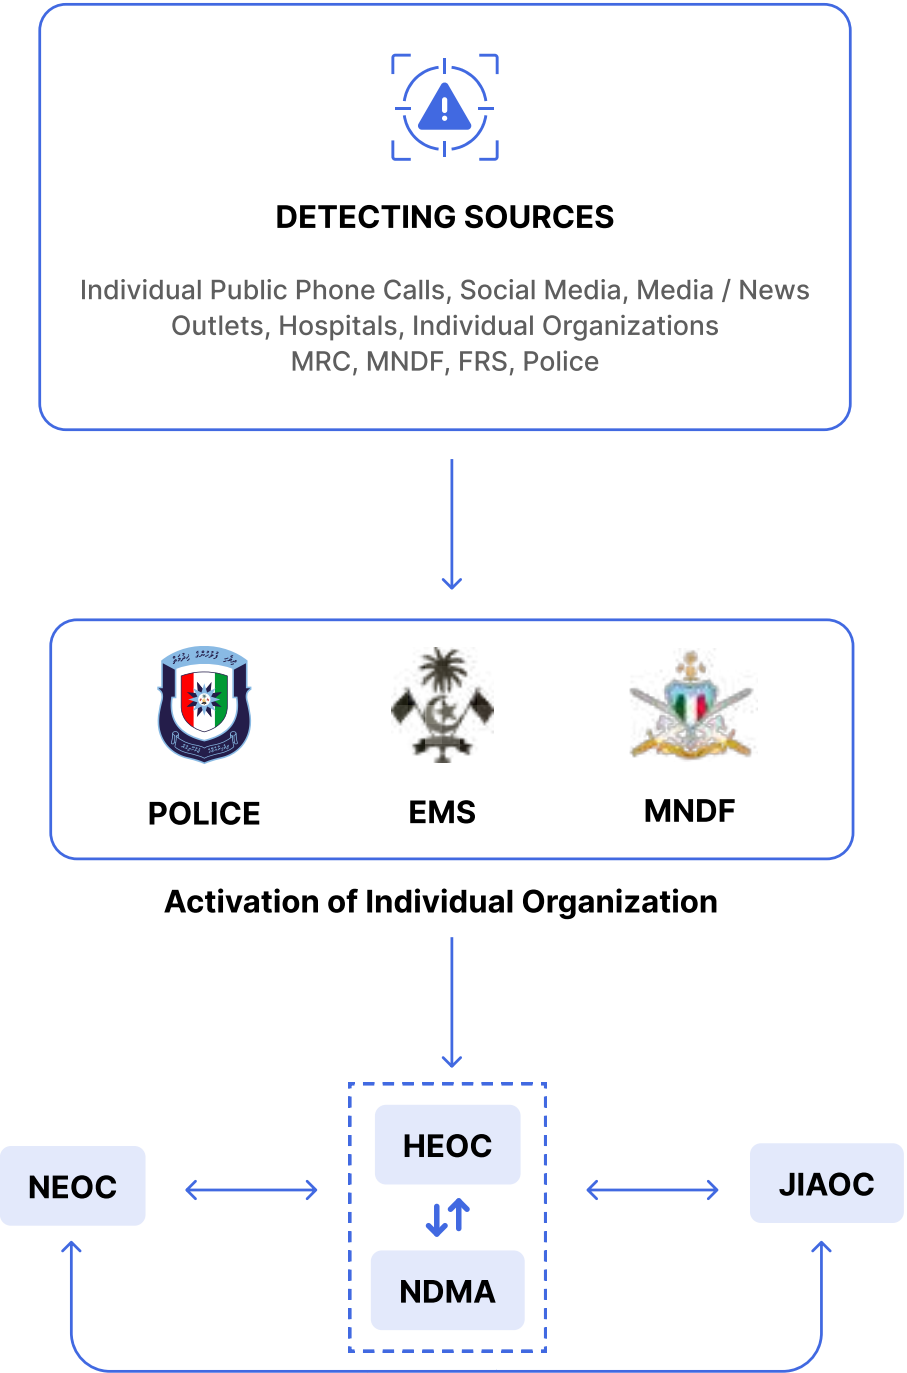 DETECTING SOURCES
Individual Public Phone Calls, Social Media, Media / News
Outlets, Hospitals, Individual Organizations
MRC, MNDF, FRS, Police
POLICE
EMS
MNDF
Activation of Individual Organization
HEOC
NEOC
JIAOC
NDMA